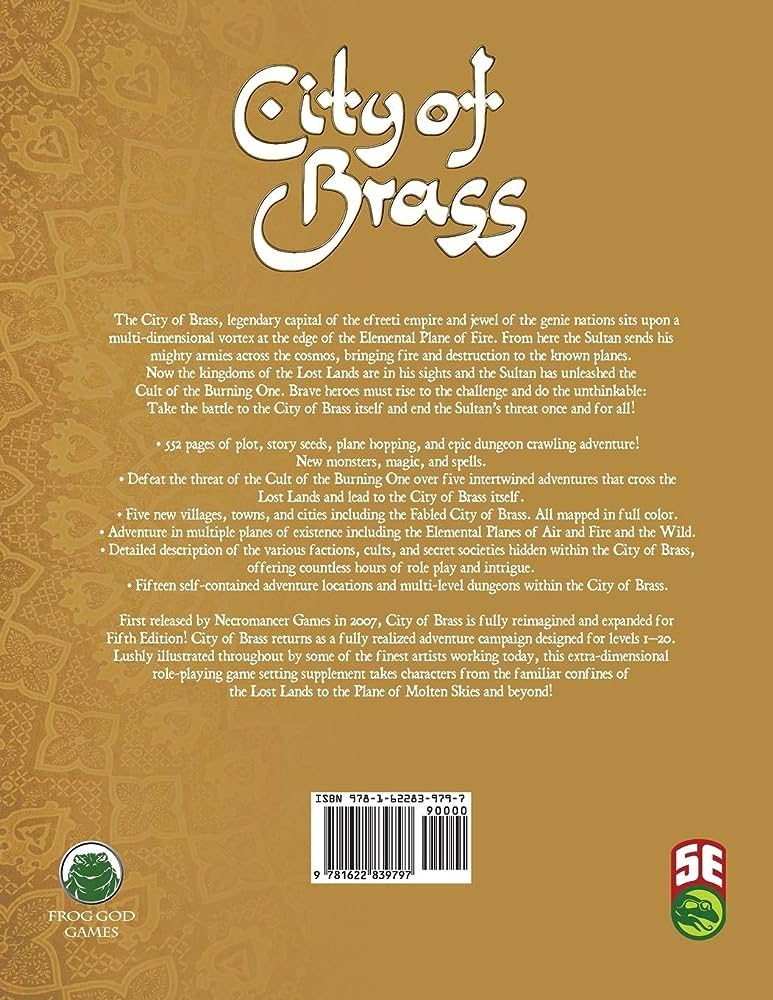 City of
Brass
The City of Brass, legendary capital of the efreeti empire and jewel of the genie nations sits upon a
multi-dimensional vortex at the edge of the Elemental Plane of Fire. From here the Sultan sends his
mighty armies across the cosmos, bringing fire and destruction to the known planes.
Now the kingdoms of the Lost Lands are in his sights and the Sultan has unleashed the
Cult of the Burning One. Brave heroes must rise to the challenge and do the unthinkable:
Take the battle to the City of Brass itself and end the Sultan's threat once and for all!
• 552 pages of plot, story seeds, plane hopping, and epic dungeon crawling adventure!
New monsters, magic, and spells.
• Defeat the threat of the Cult of the Burning One over five intertwined adventures that cross the
Lost Lands and lead to the City of Brass itself.
• Five new villages, towns, and cities including the Fabled City of Brass. All mapped in full color.
• Adventure in multiple planes of existence including the Elemental Planes of Air and Fire and the Wild.
• Detailed description of the various factions, cults, and secret societies hidden within the City of Brass,
offering countless hours of role play and intrigue.
• Fifteen self-contained adventure locations and multi-level dungeons within the City of Brass.
First released by Necromancer Games in 2007, City of Brass is fully reimagined and expanded for
Fifth Edition! City of Brass returns as a fully realized adventure campaign designed for levels 1–20.
Lushly illustrated throughout by some of the finest artists working today, this extra-dimensional
role-playing game setting supplement takes characters from the familiar confines of
the Lost Lands to the Plane of Molten Skies and beyond!
ISBN 978-1-62283-979-7
90000
9 781622 839797
FROG GOD
GAMES
5E